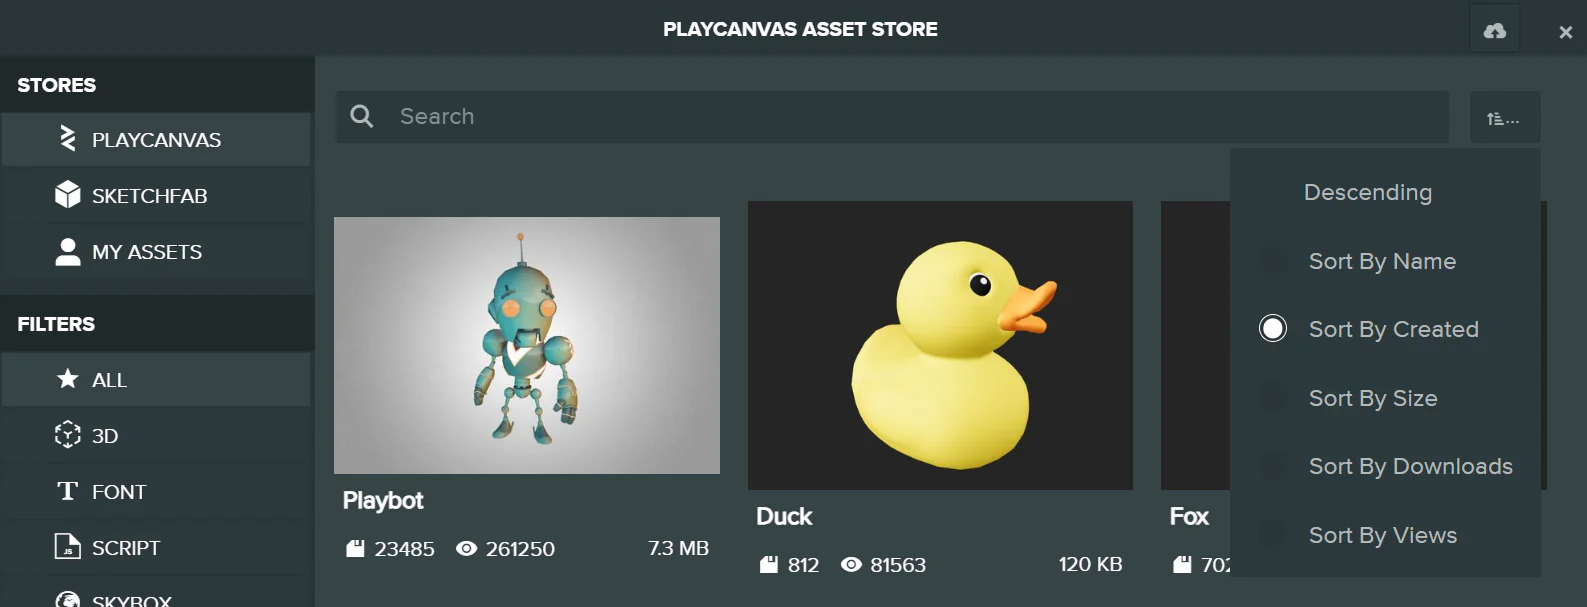 PLAYCANVAS ASSET STORE
STORES
PLAYCANVAS
SKETCHFAB
MY ASSETS
FILTERS
ALL
3D
FONT
JS SCRIPT
SKYBOX
Search
...
Descending
Sort By Name
Sort By Created
Sort By Size
Sort By Downloads
Sort By Views
Playbot
23485 261250 7.3 MB
Duck
812 81563 120 KB
Fox
702